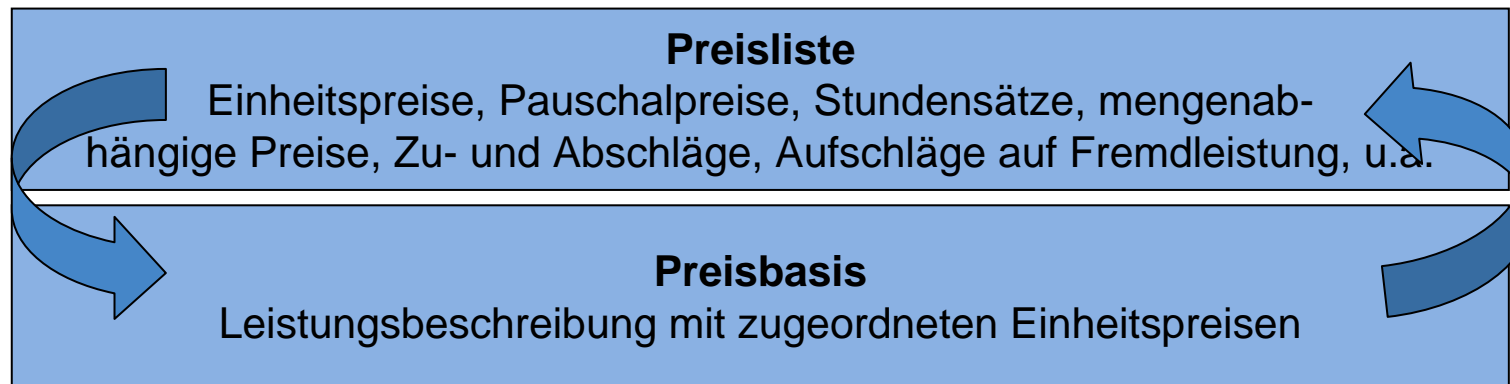 Preisliste
Einheitspreise, Pauschalpreise, Stundensätze, mengenab-
hängige Preise, Zu- und Abschläge, Aufschläge auf Fremdleistung, u.a.
Preisbasis
Leistungsbeschreibung mit zugeordneten Einheitspreisen